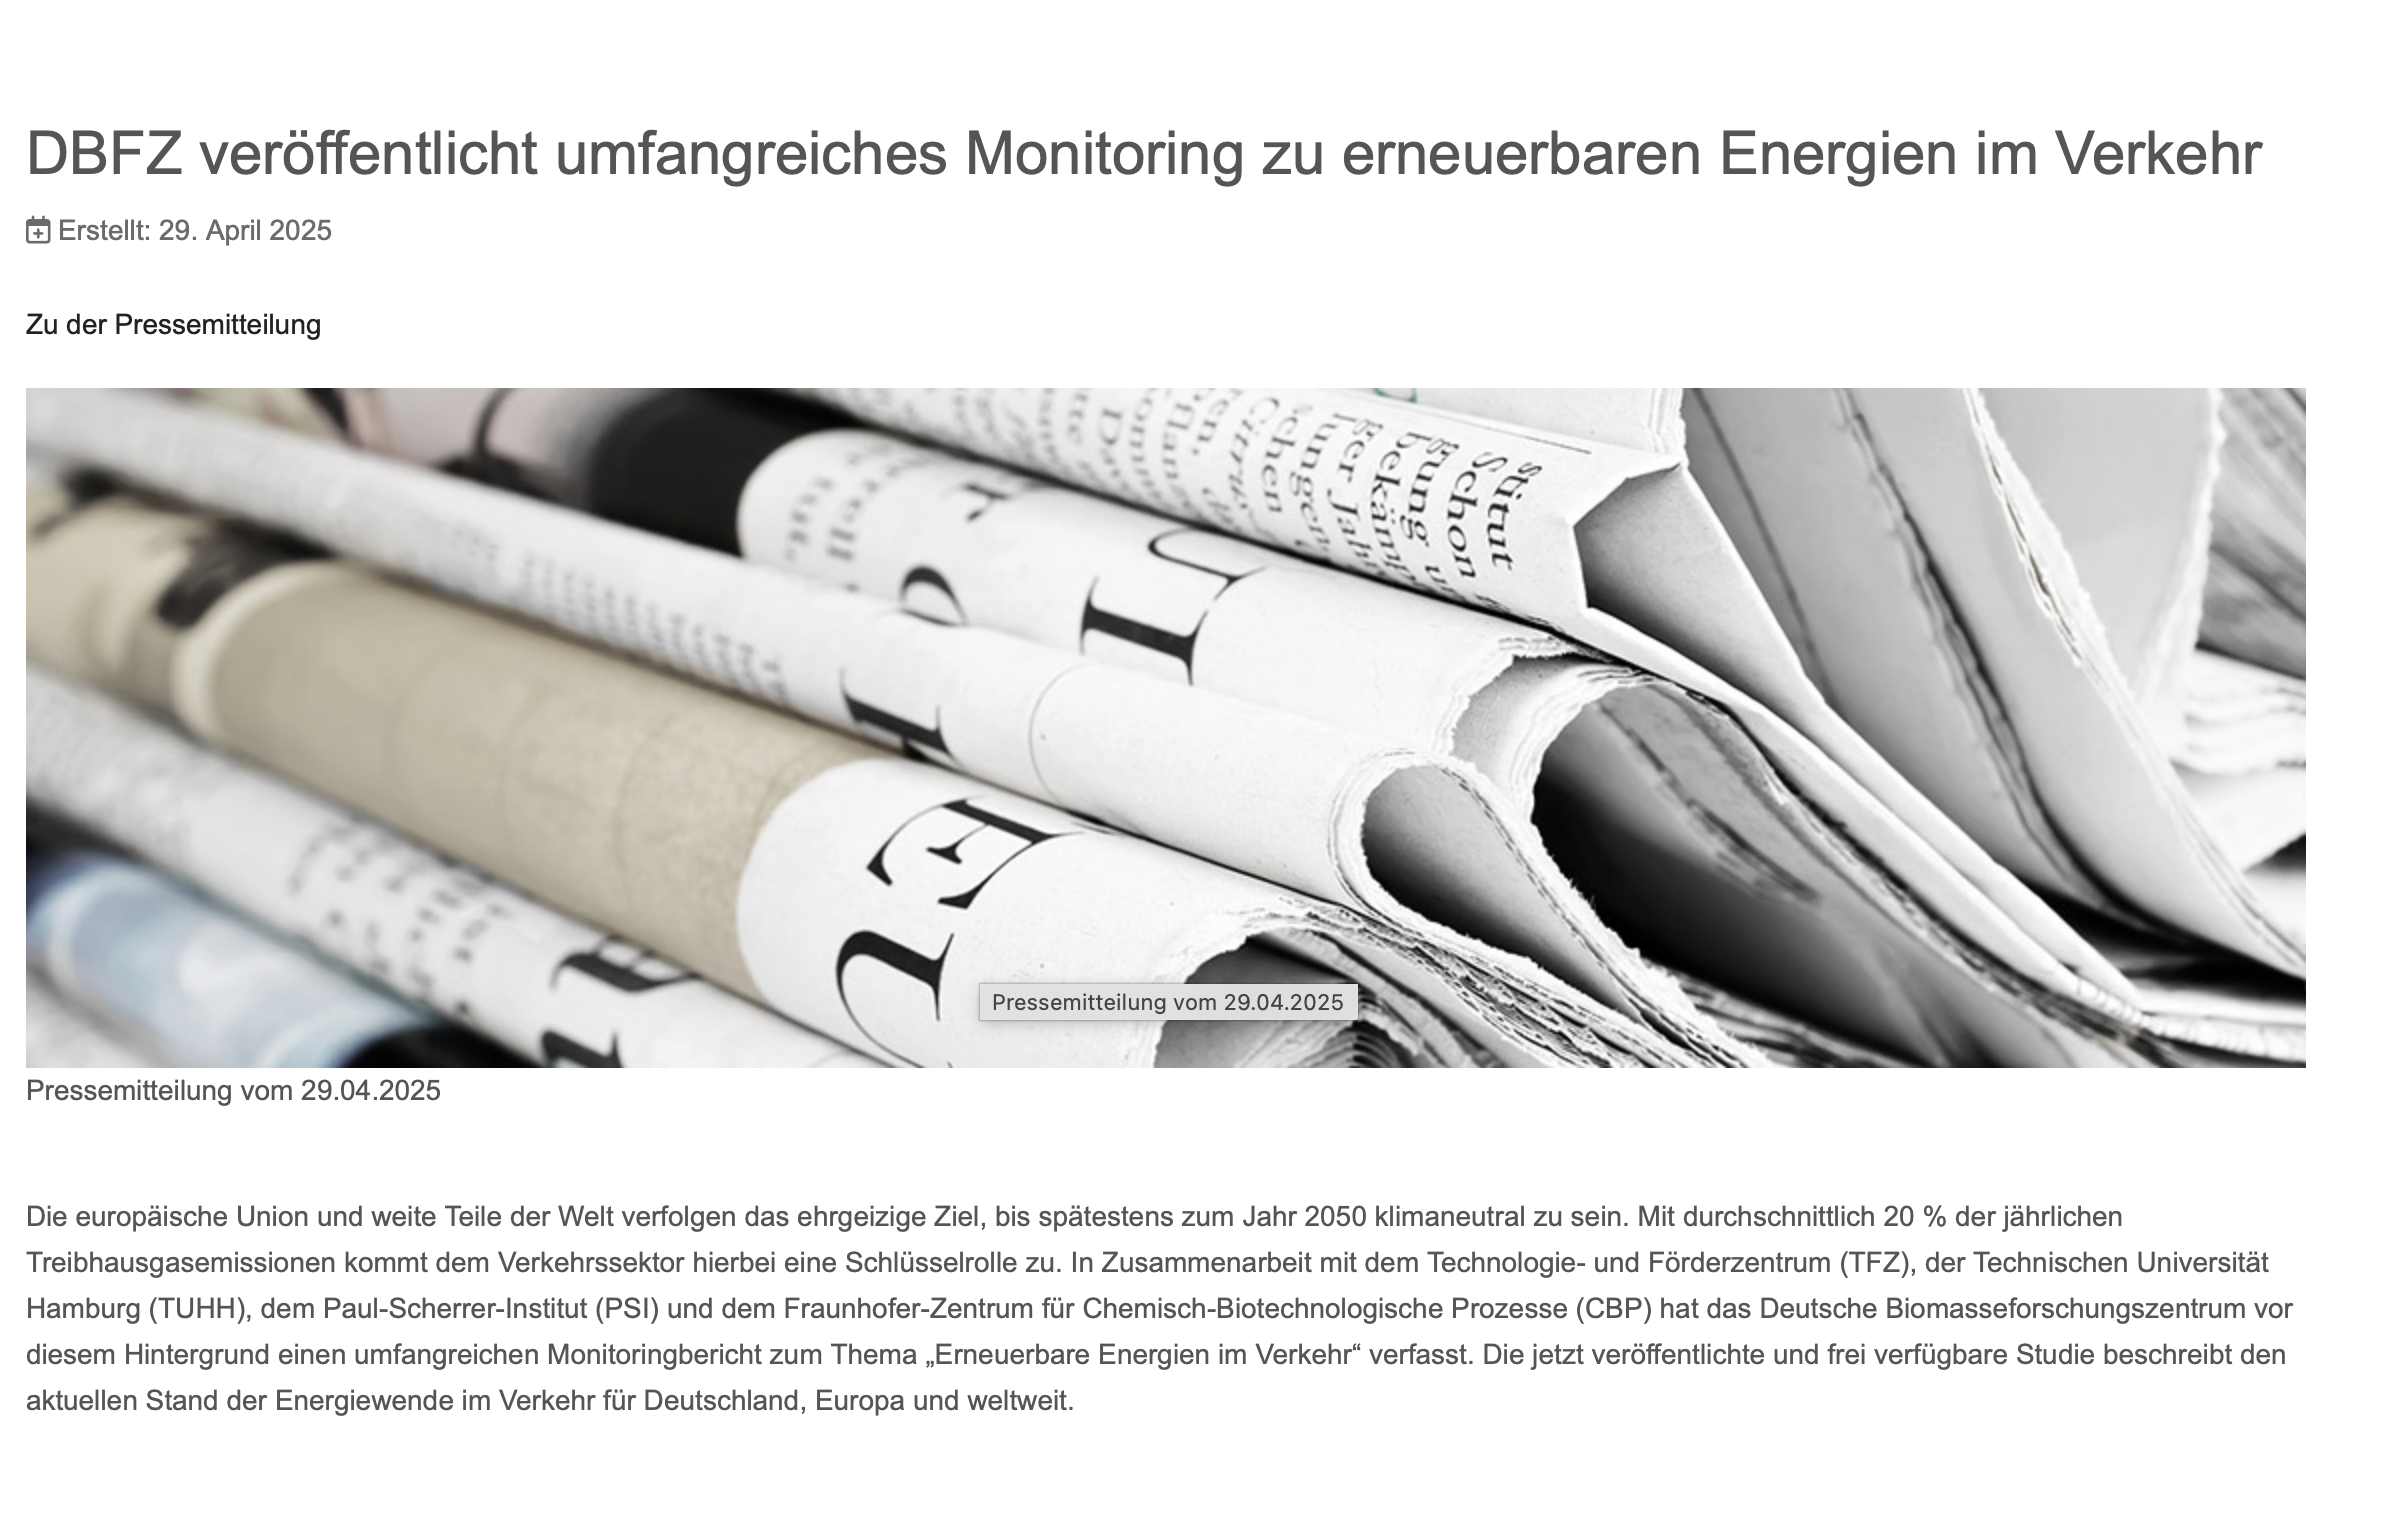 DBFZ veröffentlicht umfangreiches Monitoring zu erneuerbaren Energien im Verkehr
Erstellt: 29. April 2025
Zu der Pressemitteilung
stitut
Schon
gung
ger Jahr
schen
Pressemitteilung vom 29.04.2025
Pressemitteilung vom 29.04.2025
Die europäische Union und weite Teile der Welt verfolgen das ehrgeizige Ziel, bis spätestens zum Jahr 2050 klimaneutral zu sein. Mit durchschnittlich 20 % der jährlichen
Treibhausgasemissionen kommt dem Verkehrssektor hierbei eine Schlüsselrolle zu. In Zusammenarbeit mit dem Technologie- und Förderzentrum (TFZ), der Technischen Universität
Hamburg (TUHH), dem Paul-Scherrer-Institut (PSI) und dem Fraunhofer-Zentrum für Chemisch-Biotechnologische Prozesse (CBP) hat das Deutsche Biomasseforschungszentrum vor
diesem Hintergrund einen umfangreichen Monitoringbericht zum Thema „Erneuerbare Energien im Verkehr“ verfasst. Die jetzt veröffentlichte und frei verfügbare Studie beschreibt den
aktuellen Stand der Energiewende im Verkehr für Deutschland, Europa und weltweit.